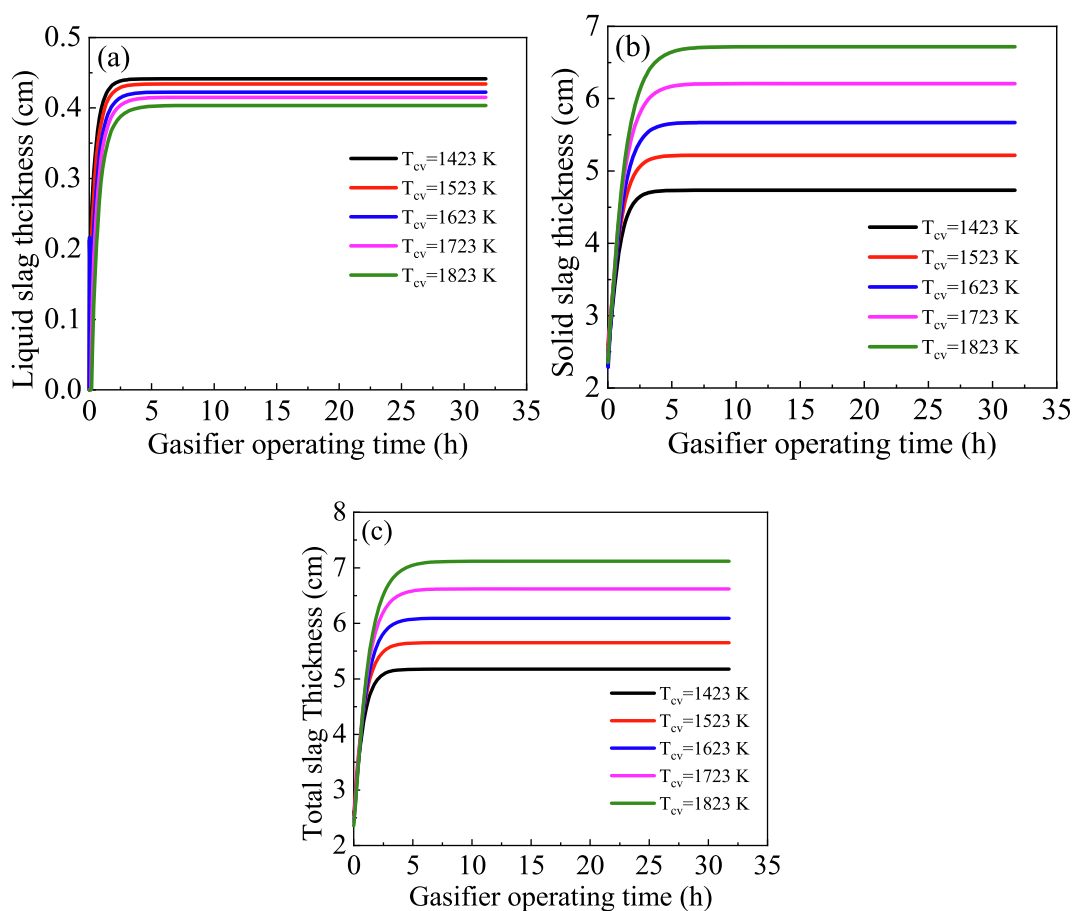 (a)
Liquid slag thcikness (cm)
0.5
0.4
0.3
0.2
0.1
0.0
T_cv=1423 K
T_cv=1523 K
T_cv=1623 K
T_cv=1723 K
T_cv=1823 K
0 5 10 15 20 25 30 35
Gasifier operating time (h)
(b)
Solid slag thickness (cm)
7
6
5
4
3
2
T_cv=1423 K
T_cv=1523 K
T_cv=1623 K
T_cv=1723 K
T_cv=1823 K
0 5 10 15 20 25 30 35
Gasifier operating time (h)
(c)
Total slag Thickness (cm)
8
7
6
5
4
3
2
T_cv=1423 K
T_cv=1523 K
T_cv=1623 K
T_cv=1723 K
T_cv=1823 K
0 5 10 15 20 25 30 35
Gasifier operating time (h)